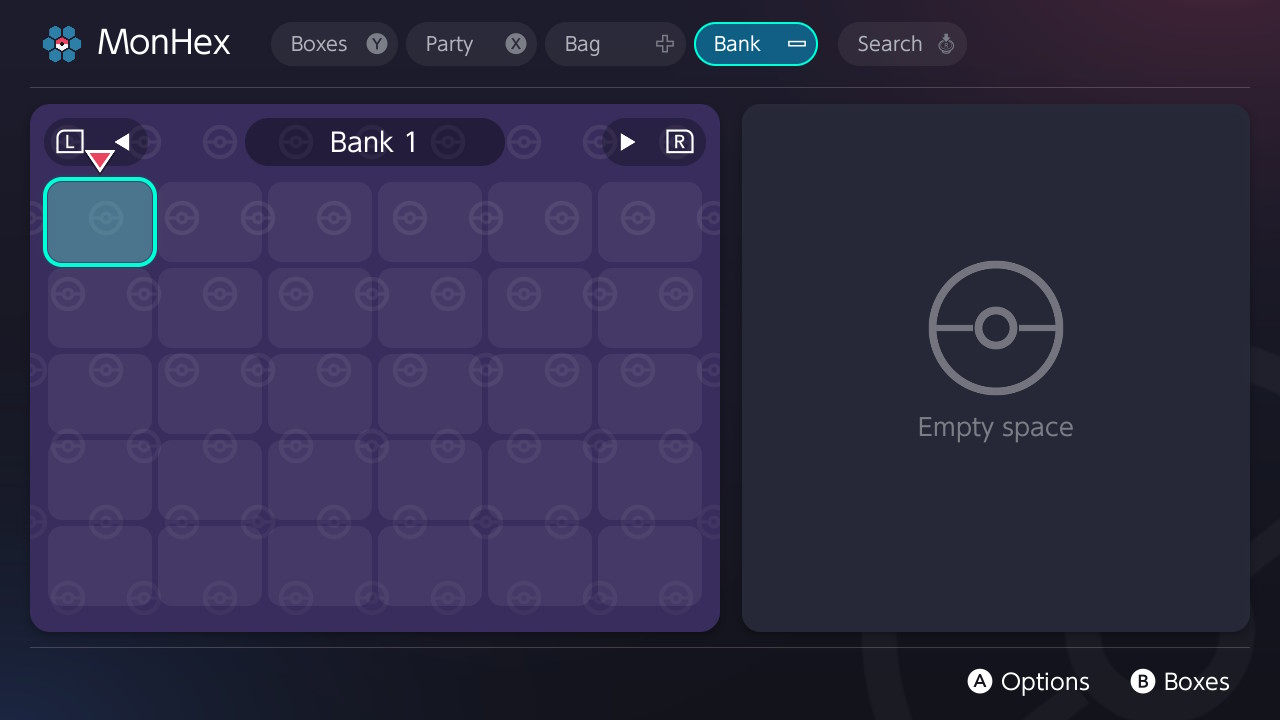 MonHex
Boxes Y
Party X
Bag
Bank
Search
L
Bank 1
R
Empty space
A Options
B Boxes